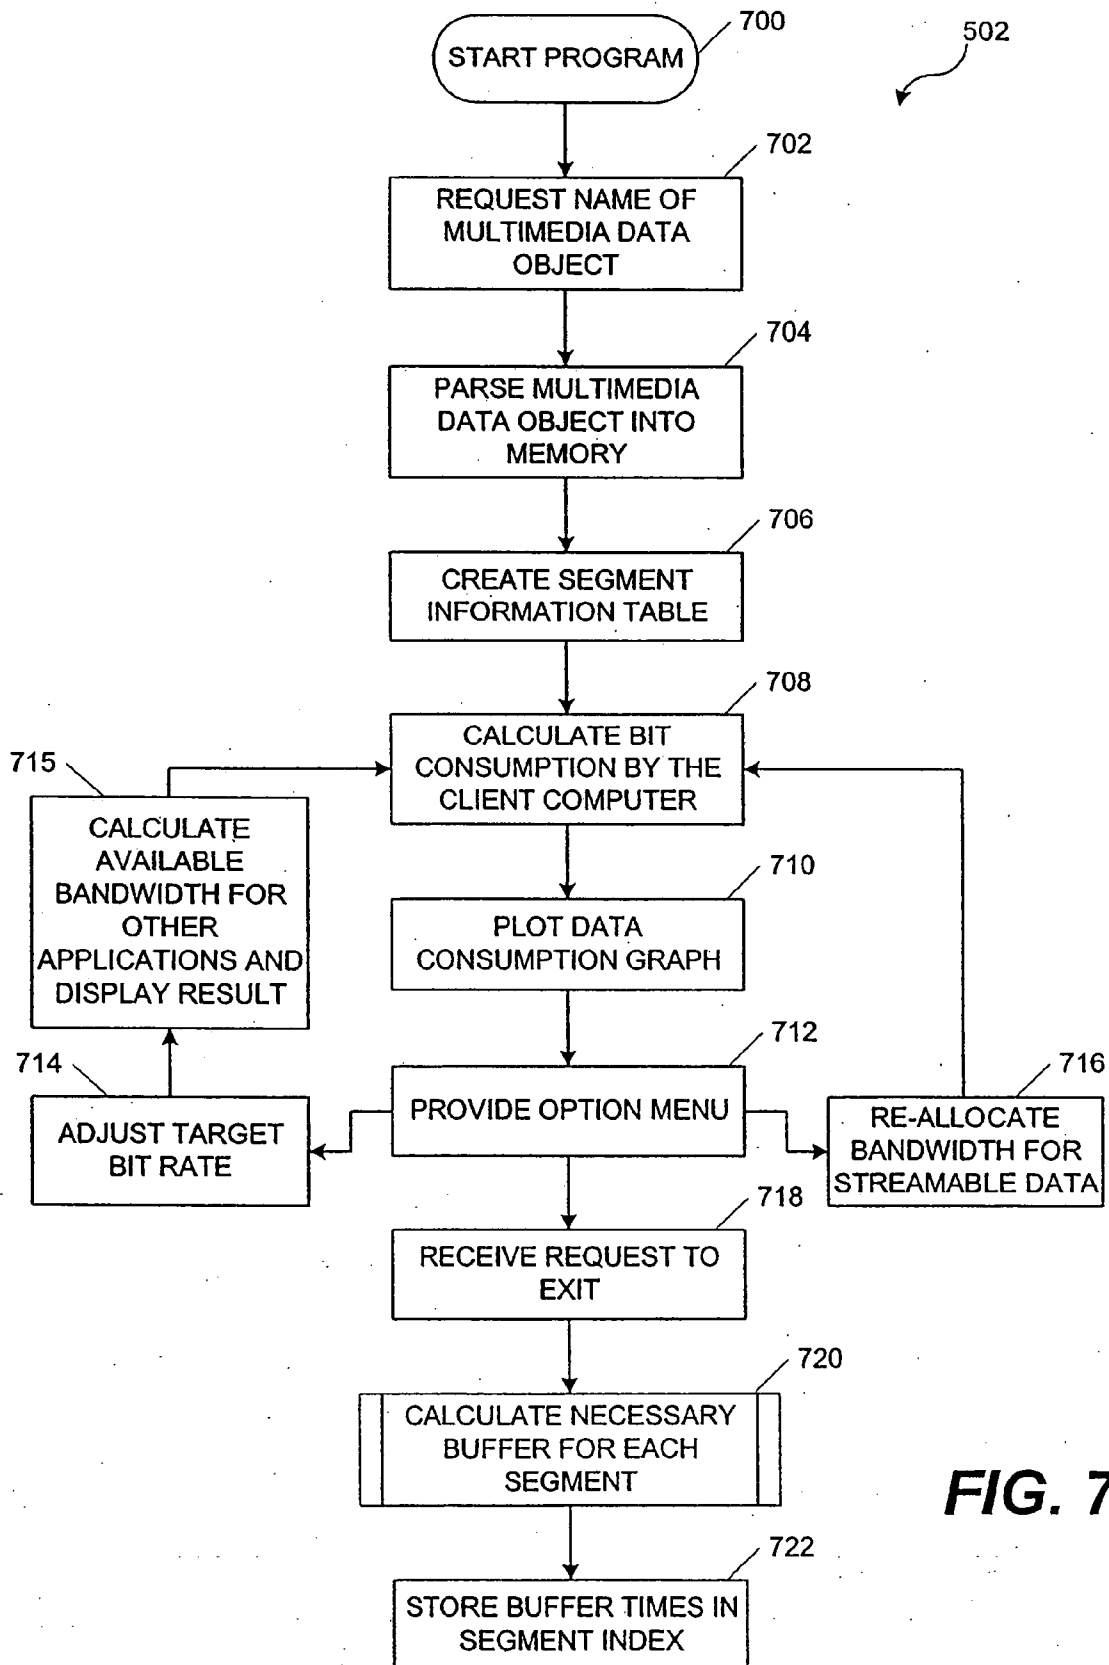 700
START PROGRAM
502
702
REQUEST NAME OF
MULTIMEDIA DATA
OBJECT
704
PARSE MULTIMEDIA
DATA OBJECT INTO
MEMORY
706
CREATE SEGMENT
INFORMATION TABLE
708
CALCULATE BIT
CONSUMPTION BY THE
CLIENT COMPUTER
715
CALCULATE
AVAILABLE
BANDWIDTH FOR
OTHER
APPLICATIONS AND
DISPLAY RESULT
710
PLOT DATA
CONSUMPTION GRAPH
712
PROVIDE OPTION MENU
714
ADJUST TARGET
BIT RATE
716
RE-ALLOCATE
BANDWIDTH FOR
STREAMABLE DATA
718
RECEIVE REQUEST TO
EXIT
720
CALCULATE NECESSARY
BUFFER FOR EACH
SEGMENT
FIG. 7
722
STORE BUFFER TIMES IN
SEGMENT INDEX